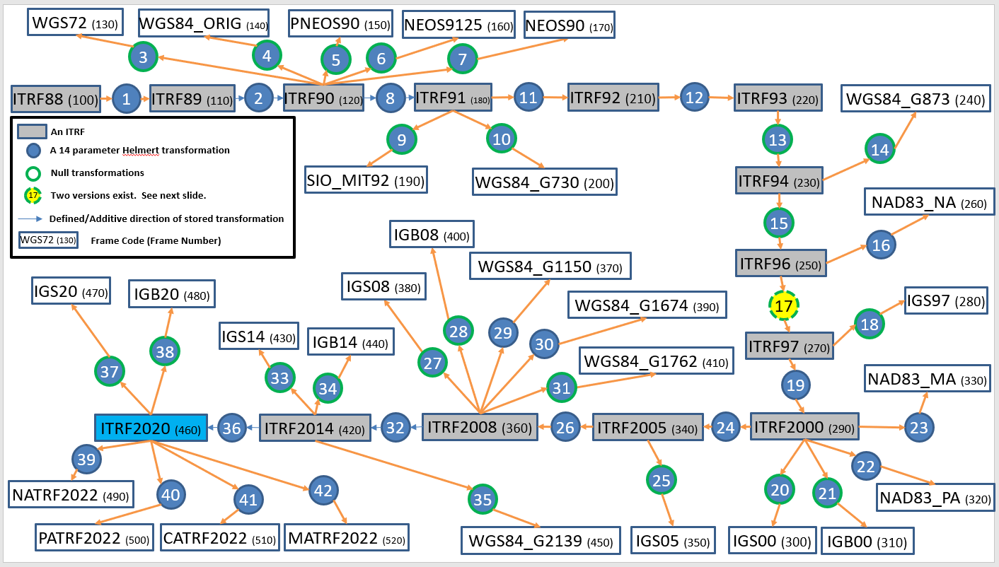 WGS72 (130)
WGS84_ORIG (140)
PNEOS90 (150)
NEOS9125 (160)
NEOS90 (170)
3
4
5
6
7
ITRF88 (100)
1
ITRF89 (110)
2
ITRF90 (120)
8
ITRF91 (180)
11
ITRF92 (210)
12
ITRF93 (220)
WGS84_G873 (240)
An ITRF
A 14 parameter Helmert transformation
Null transformations
17 Two versions exist. See next slide.
Defined/Additive direction of stored transformation
WGS72 (130) Frame Code (Frame Number)
9
10
13
14
SIO_MIT92 (190)
WGS84_G730 (200)
ITRF94 (230)
NAD83_NA (260)
15
16
IGB08 (400)
WGS84_G1150 (370)
ITRF96 (250)
IGS08 (380)
IGS20 (470)
IGB20 (480)
WGS84_G1674 (390)
17
IGS97 (280)
18
IGS14 (430)
IGB14 (440)
28
29
30
ITRF97 (270)
37
38
27
WGS84_G1762 (410)
33
34
31
19
NAD83_MA (330)
ITRF2020 (460)
36
ITRF2014 (420)
32
ITRF2008 (360)
26
ITRF2005 (340)
24
ITRF2000 (290)
23
39
22
NATRF2022 (490)
40
41
42
35
25
20
21
NAD83_PA (320)
PATRF2022 (500)
CATRF2022 (510)
MATRF2022 (520)
WGS84_G2139 (450)
IGS05 (350)
IGS00 (300)
IGB00 (310)